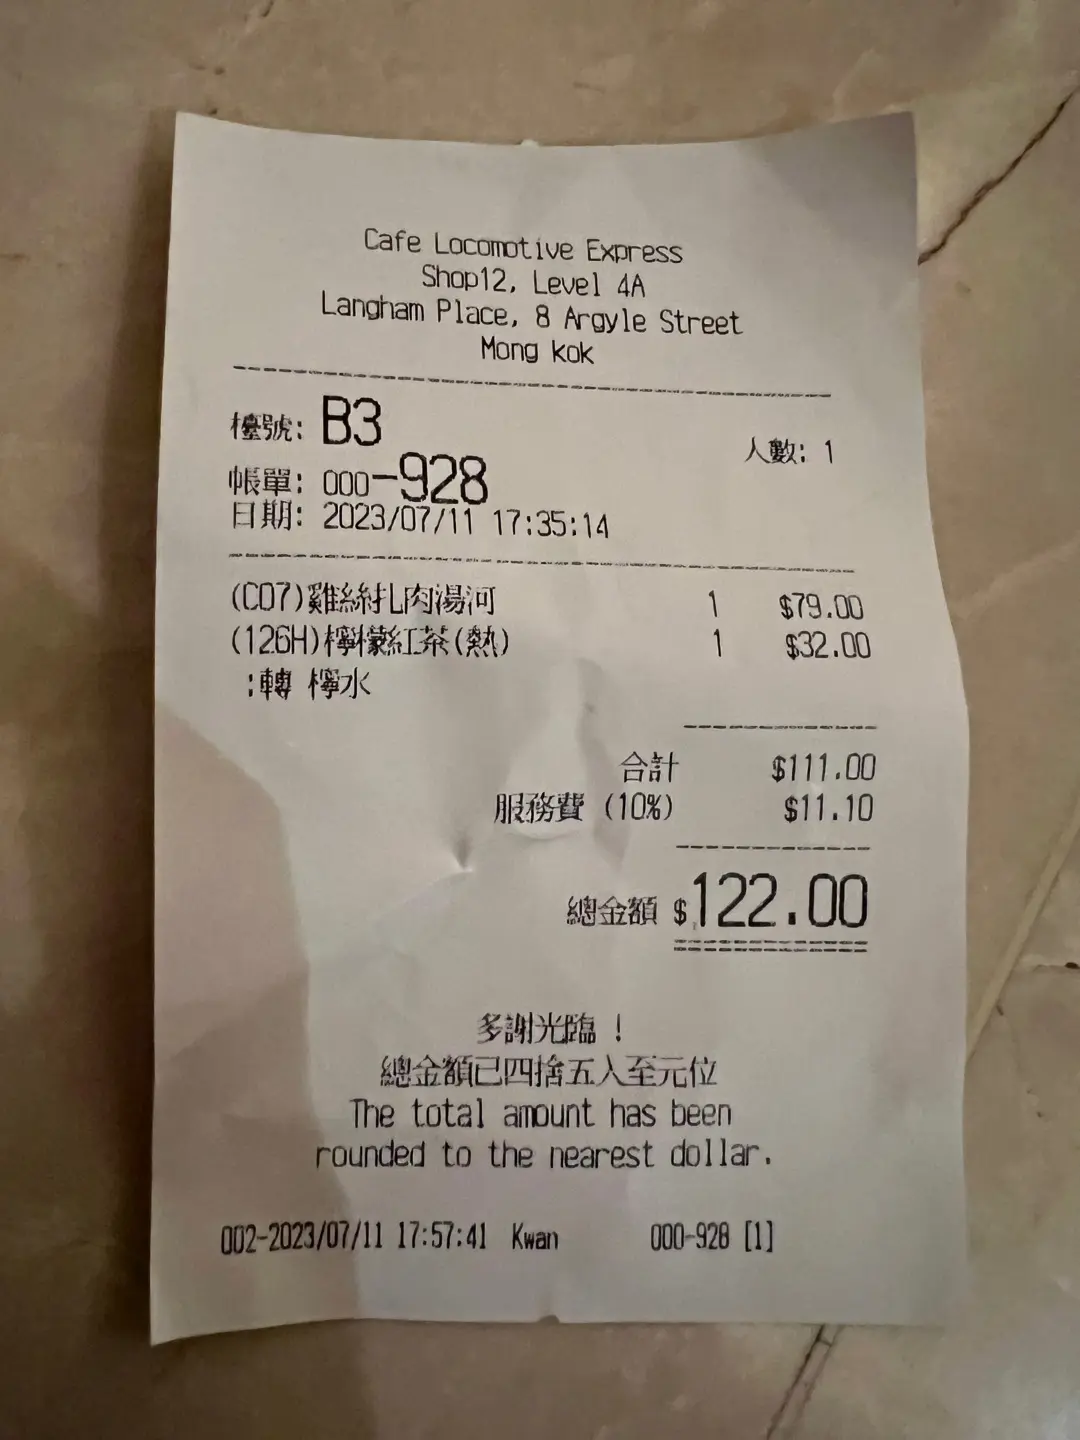 Cafe Locomotive Express
Shop12, Level 4A
Langham Place, 8 Argyle Street
Mong kok
檯號: B3 人數: 1
帳單: 000-928
日期: 2023/07/11 17:35:14
(C07)雞絲扎肉湯河 1 $79.00
(126H)檸檬紅茶(熱) 1 $32.00
:轉 檸水
合計 $111.00
服務費 (10%) $11.10
總金額 $122.00
多謝光臨 !
總金額已四捨五入至元位
The total amount has been
rounded to the nearest dollar.
002-2023/07/11 17:57:41 Kwan 000-928 [1]